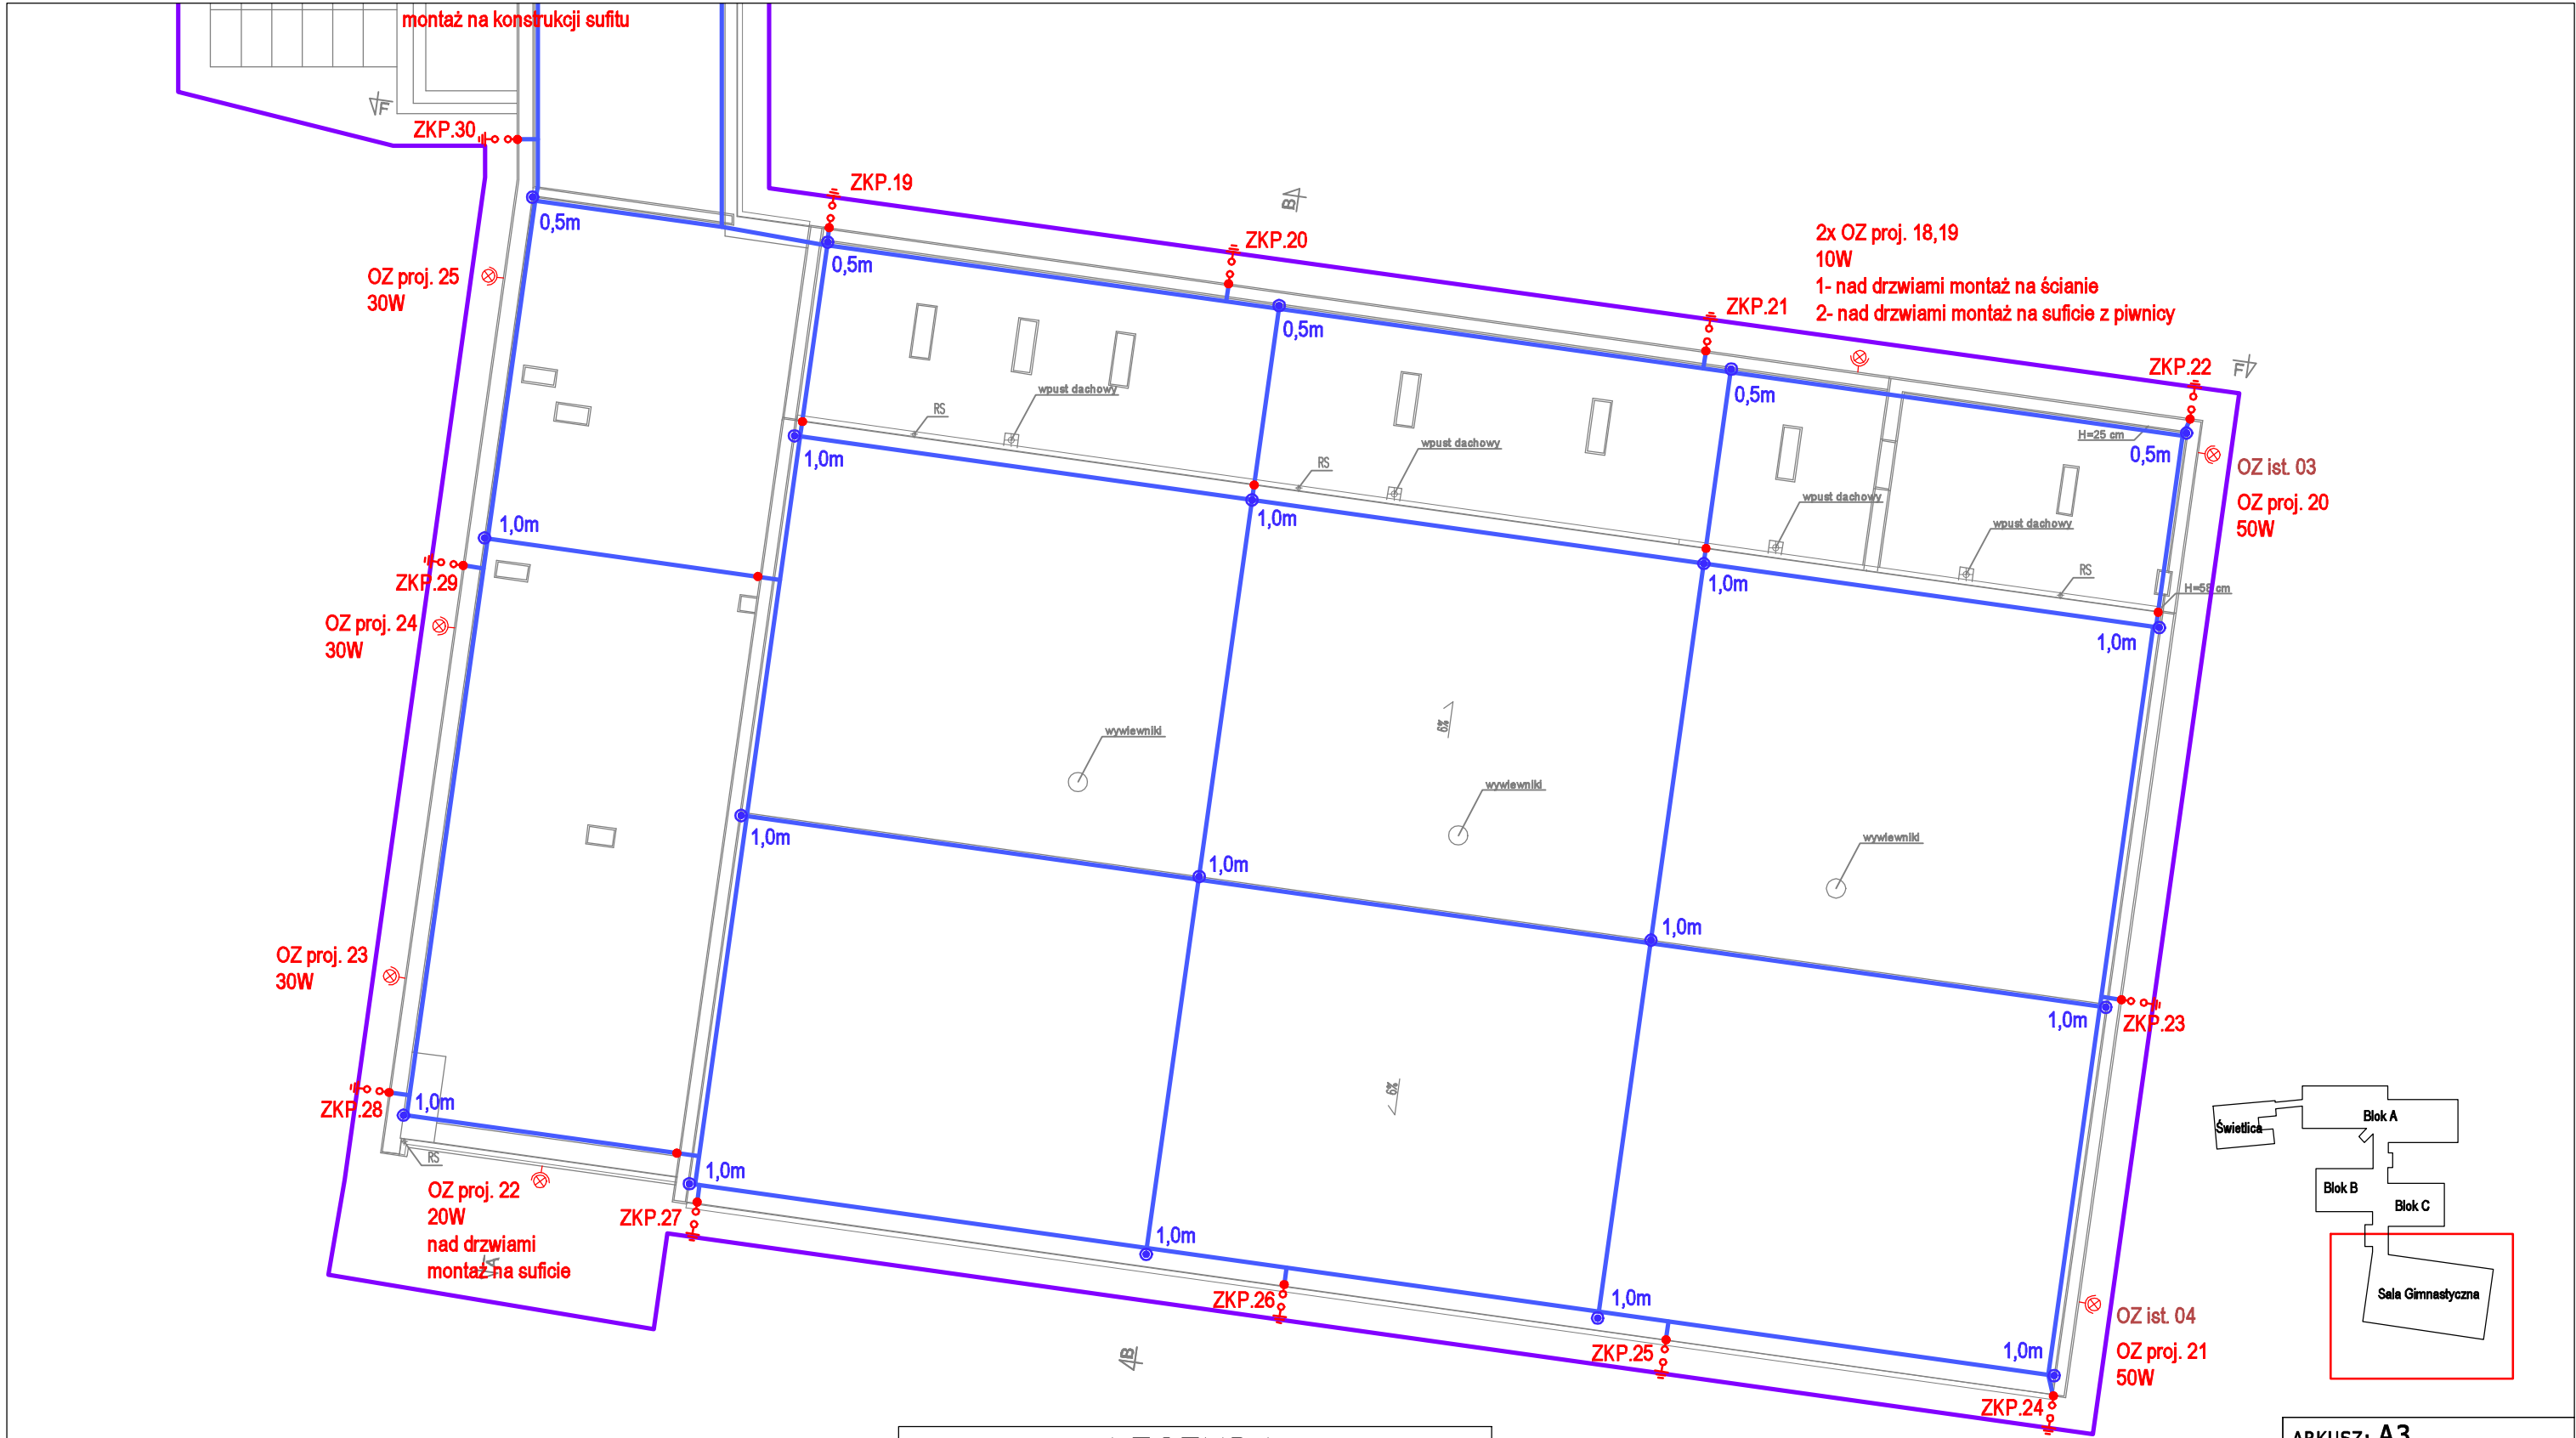 montaż na konstrukcji sufitu
F
ZKP.30
ZKP.19
B
ZKP.20
0,5m
2x OZ proj. 18,19
10W
1- nad drzwiami montaż na ścianie
2- nad drzwiami montaż na suficie z piwnicy
OZ proj. 25
30W
0,5m
ZKP.21
0,5m
ZKP.22
F
wpust dachowy
RS
0,5m
H=25 cm
0,5m
OZ ist. 03
OZ proj. 20
50W
1,0m
RS
wpust dachowy
wpust dachowy
1,0m
1,0m
wpust dachowy
ZKP.29
1,0m
RS
H=58 cm
OZ proj. 24
30W
1,0m
6%
wywiewniki
wywiewniki
1,0m
wywiewniki
1,0m
1,0m
OZ proj. 23
30W
1,0m
ZKP.23
6%
ZKP.28
1,0m
RS
1,0m
OZ proj. 22
20W
nad drzwiami
montaż na suficie
A
ZKP.27
1,0m
ZKP.26
1,0m
B
ZKP.25
1,0m
ZKP.24
OZ ist. 04
OZ proj. 21
50W
Świetlica
Blok A
Blok B
Blok C
Sala Gimnastyczna
ARKUSZ: A3